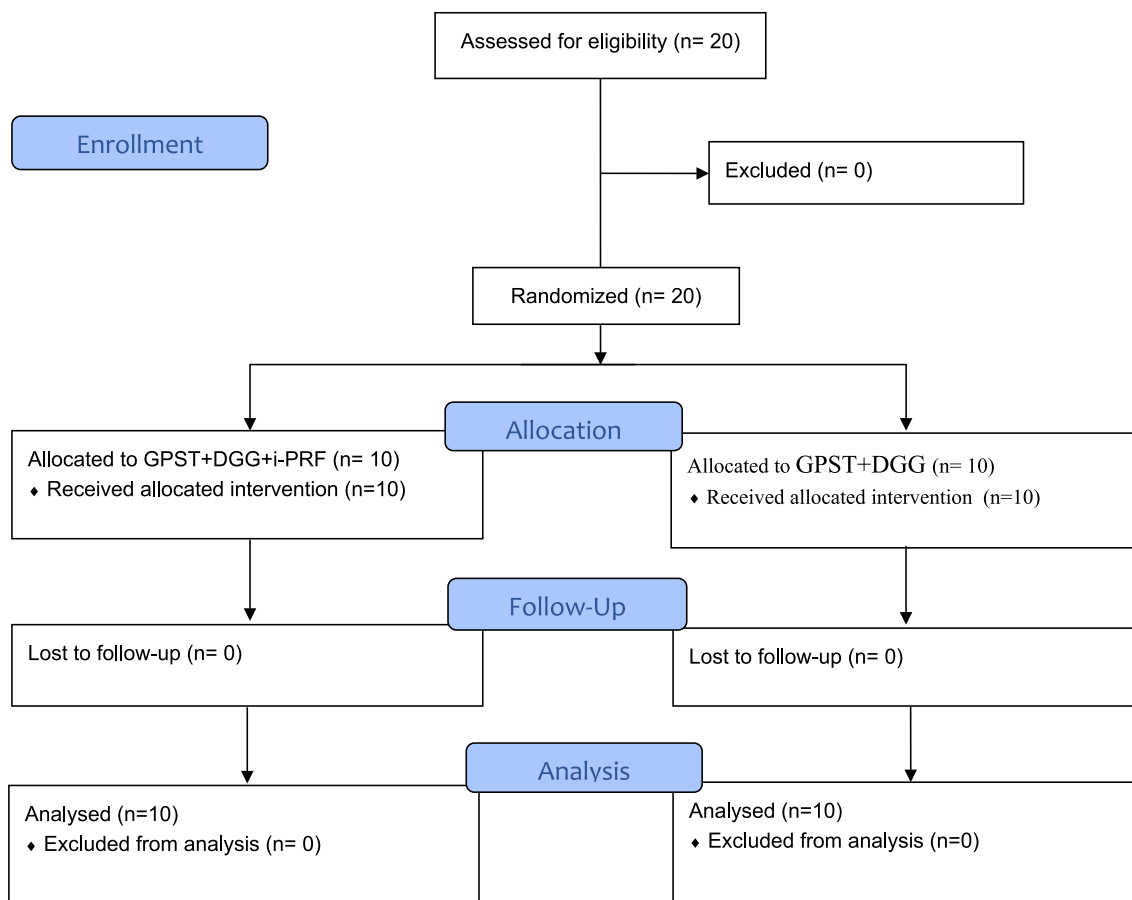 Assessed for eligibility (n= 20)
Enrollment
Excluded (n= 0)
Randomized (n= 20)
Allocation
Allocated to GPST+DGG+i-PRF (n= 10)
♦ Received allocated intervention (n=10)
Allocated to GPST+DGG (n= 10)
♦ Received allocated intervention (n=10)
Follow-Up
Lost to follow-up (n= 0)
Lost to follow-up (n= 0)
Analysis
Analysed (n=10)
♦ Excluded from analysis (n= 0)
Analysed (n=10)
♦ Excluded from analysis (n=0)